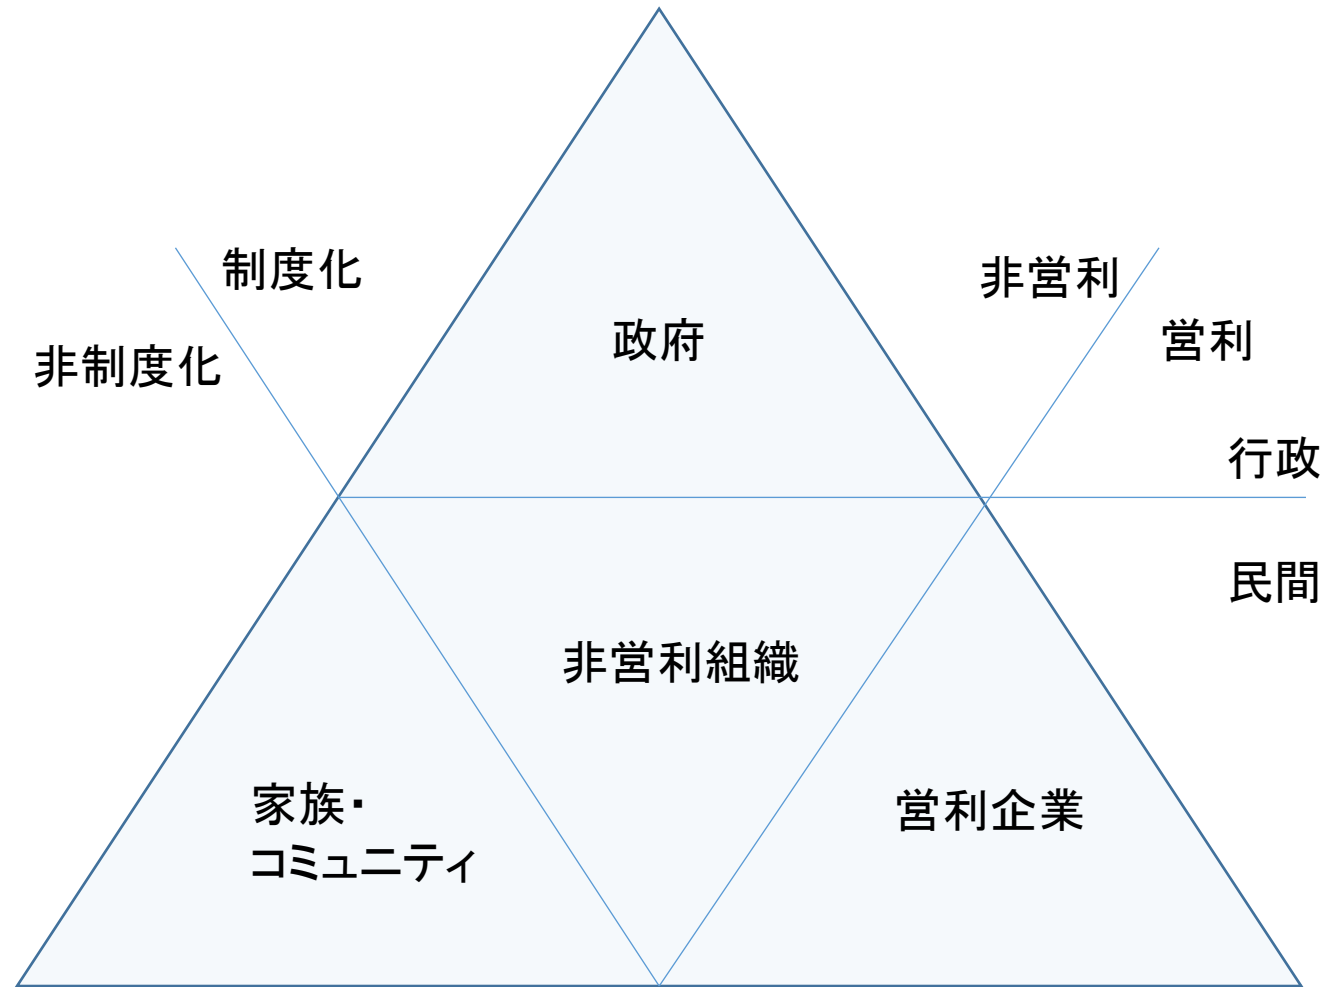 制度化
非制度化
政府
非営利
営利
行政
民間
非営利組織
家族・
コミュニティ
営利企業